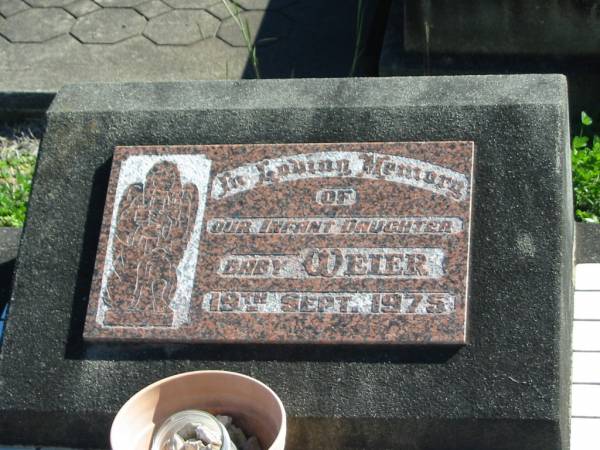 In Loving Memory
OF
OUR INFANT DAUGHTER
BABY WEIER
19TH SEPT. 1975